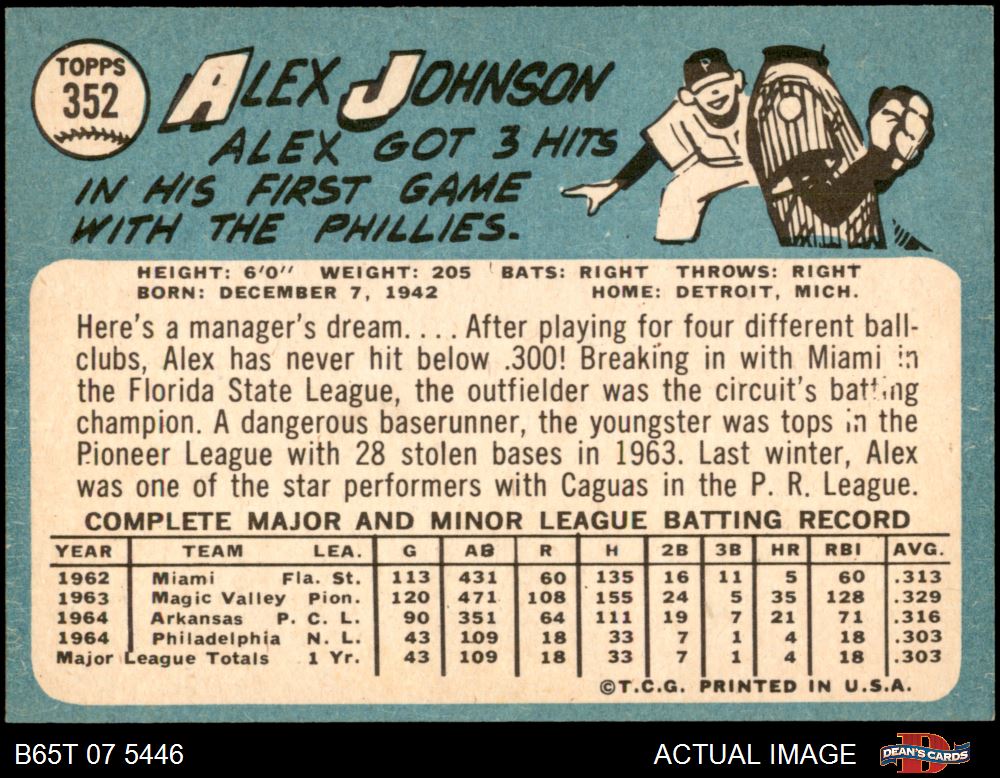 TOPPS
352
ALEX JOHNSON
ALEX GOT 3 HITS
IN HIS FIRST GAME
WITH THE PHILLIES.
P
HEIGHT: 6'0" WEIGHT: 205 BATS: RIGHT THROWS: RIGHT
BORN: DECEMBER 7, 1942 HOME: DETROIT, MICH.
Here's a manager's dream. . . . After playing for four different ball-
clubs, Alex has never hit below .300! Breaking in with Miami in
the Florida State League, the outfielder was the circuit's batting
champion. A dangerous baserunner, the youngster was tops in the
Pioneer League with 28 stolen bases in 1963. Last winter, Alex
was one of the star performers with Caguas in the P. R. League.
COMPLETE MAJOR AND MINOR LEAGUE BATTING RECORD
YEAR TEAM LEA. G AB R H 2B 3B HR RBI AVG.
1962 Miami Fla. St. 113 431 60 135 16 11 5 60 .313
1963 Magic Valley Pion. 120 471 108 155 24 5 35 128 .329
1964 Arkansas P. C. L. 90 351 64 111 19 7 21 71 .316
1964 Philadelphia N. L. 43 109 18 33 7 1 4 18 .303
Major League Totals 1 Yr. 43 109 18 33 7 1 4 18 .303
©T.C.G. PRINTED IN U.S.A.
B65T 07 5446 ACTUAL IMAGE DEAN'S CARDS